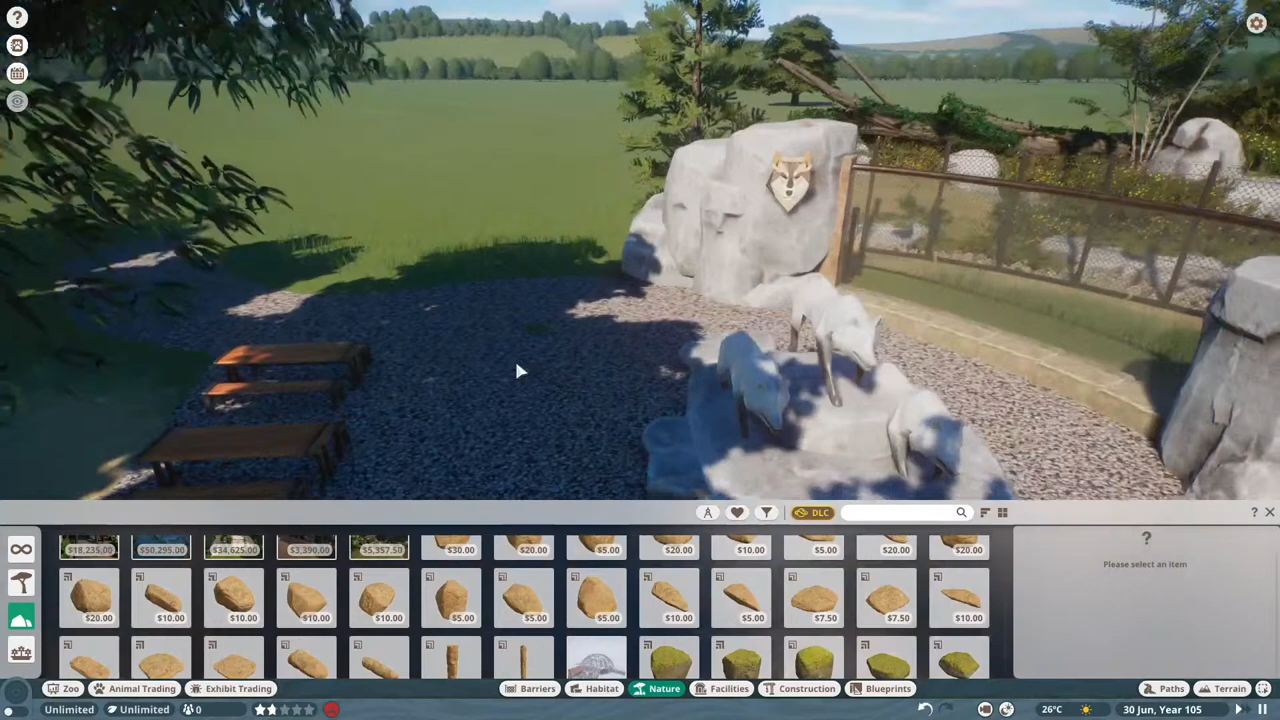 ?
DLC
? ×
Please select an item
$18,235.00 $50,295.00 $34,625.00 $3,390.00 $5,357.50 $30.00 $20.00 $5.00 $20.00 $10.00 $5.00 $20.00 $20.00
$20.00 $10.00 $10.00 $10.00 $10.00 $5.00 $5.00 $5.00 $10.00 $5.00 $7.50 $7.50 $10.00
Zoo Animal Trading Exhibit Trading Barriers Habitat Nature Facilities Construction Blueprints Paths Terrain
Unlimited Unlimited 0 26°C 30 Jun, Year 105